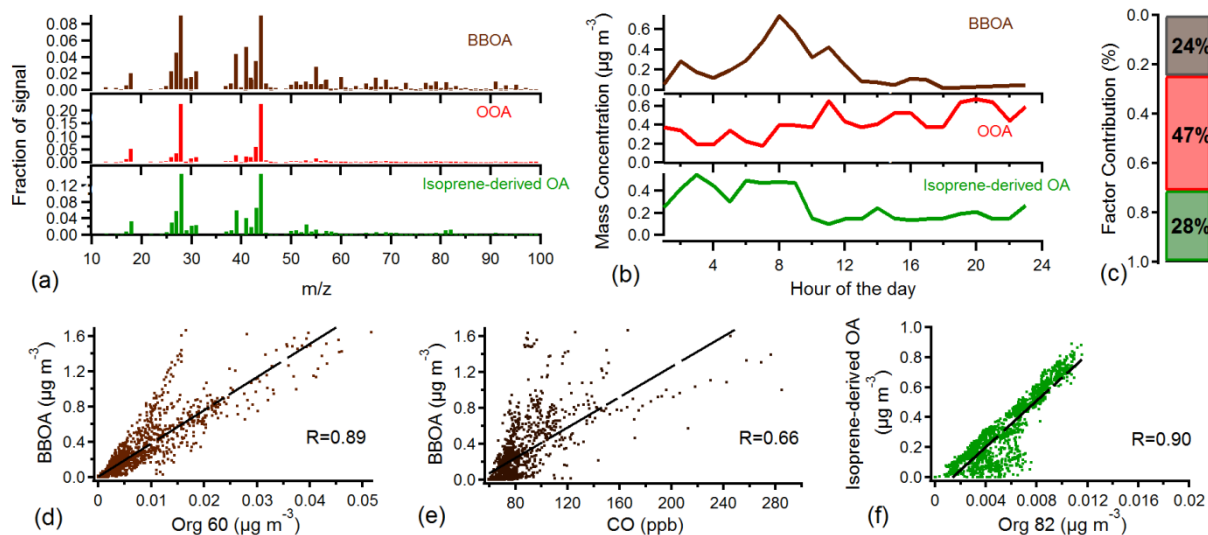 Fraction of signal
0.08
0.06
0.04
0.02
0.00
BBOA
0.20
0.15
0.10
0.05
0.00
OOA
0.12
0.08
0.04
0.00
Isoprene-derived OA
10 20 30 40 50 60 70 80 90 100
m/z
(a)
Mass Concentration (µg m⁻³)
0.6
0.4
0.2
0.0
BBOA
0.6
0.4
0.2
OOA
0.4
0.2
0.0
Isoprene-derived OA
4 8 12 16 20 24
Hour of the day
(b)
Factor Contribution (%)
0.0
0.2
0.4
0.6
0.8
1.0
24%
47%
28%
(c)
BBOA (µg m⁻³)
1.6
1.2
0.8
0.4
0.0
R=0.89
0 0.01 0.02 0.03 0.04 0.05
Org 60 (µg m⁻³)
(d)
BBOA (µg m⁻³)
1.6
1.2
0.8
0.4
0.0
R=0.66
80 120 160 200 240 280
CO (ppb)
(e)
Isoprene-derived OA
(µg m⁻³)
1.0
0.8
0.6
0.4
0.2
0.0
R=0.90
0 0.004 0.008 0.012 0.016 0.02
Org 82 (µg m⁻³)
(f)